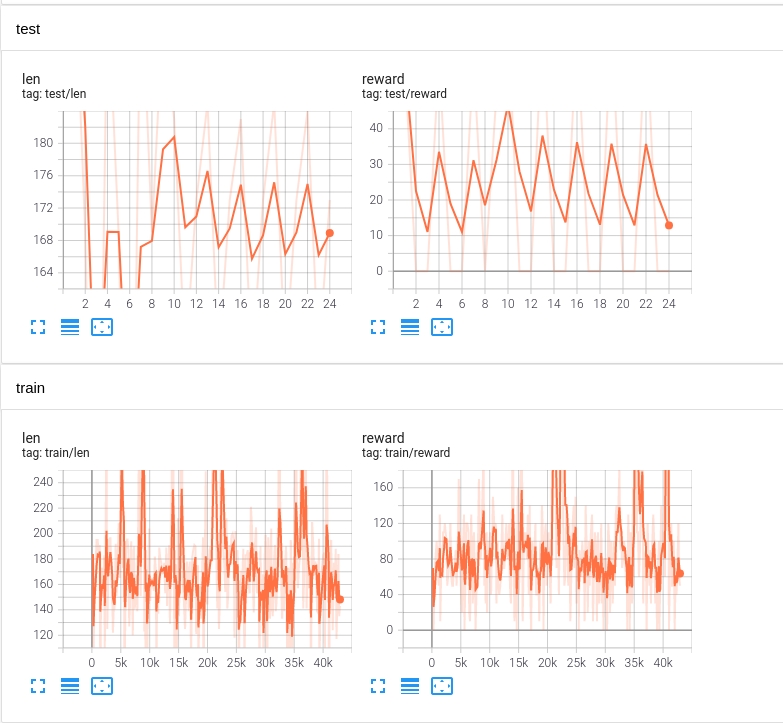 test
len
tag: test/len
reward
tag: test/reward
180
176
172
168
164
2 4 6 8 10 12 14 16 18 20 22 24
40
30
20
10
0
2 4 6 8 10 12 14 16 18 20 22 24
train
len
tag: train/len
reward
tag: train/reward
240
220
200
180
160
140
120
0 5k 10k 15k 20k 25k 30k 35k 40k
160
120
80
40
0
0 5k 10k 15k 20k 25k 30k 35k 40k